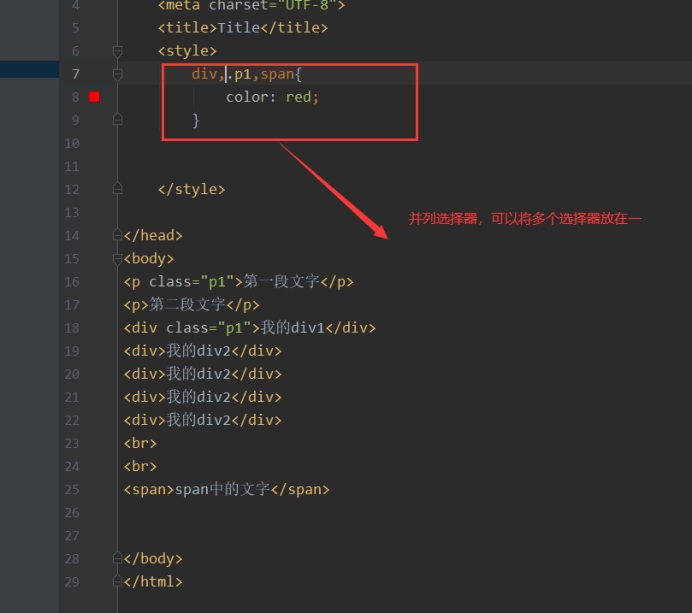 4 <meta charset="UTF-8">
5 <title>Title</title>
6 <style>
7 div,.p1,span{
8 color: red;
9 }
10
11
12 </style>
13
14 </head>
15 <body>
16 <p class="p1">第一段文字</p>
17 <p>第二段文字</p>
18 <div class="p1">我的div1</div>
19 <div>我的div2</div>
20 <div>我的div2</div>
21 <div>我的div2</div>
22 <div>我的div2</div>
23 <br>
24 <br>
25 <span>span中的文字</span>
26
27
28 </body>
29 </html>
并列选择器，可以将多个选择器放在一